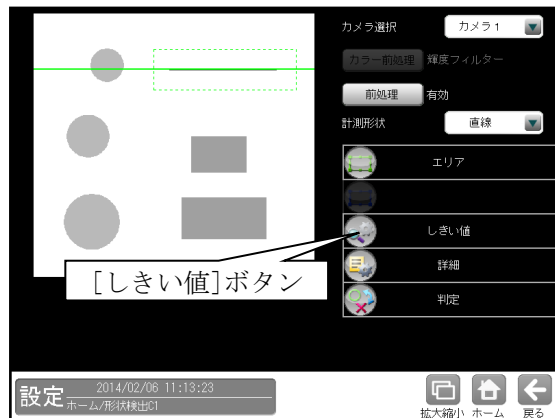 カメラ選択 カメラ1
カラー前処理 輝度フィルター
前処理 有効
計測形状 直線
エリア
しきい値
[しきい値]ボタン
詳細
判定
設定 2014/02/06 11:13:23
ホーム/形状検出C1
拡大縮小 ホーム 戻る